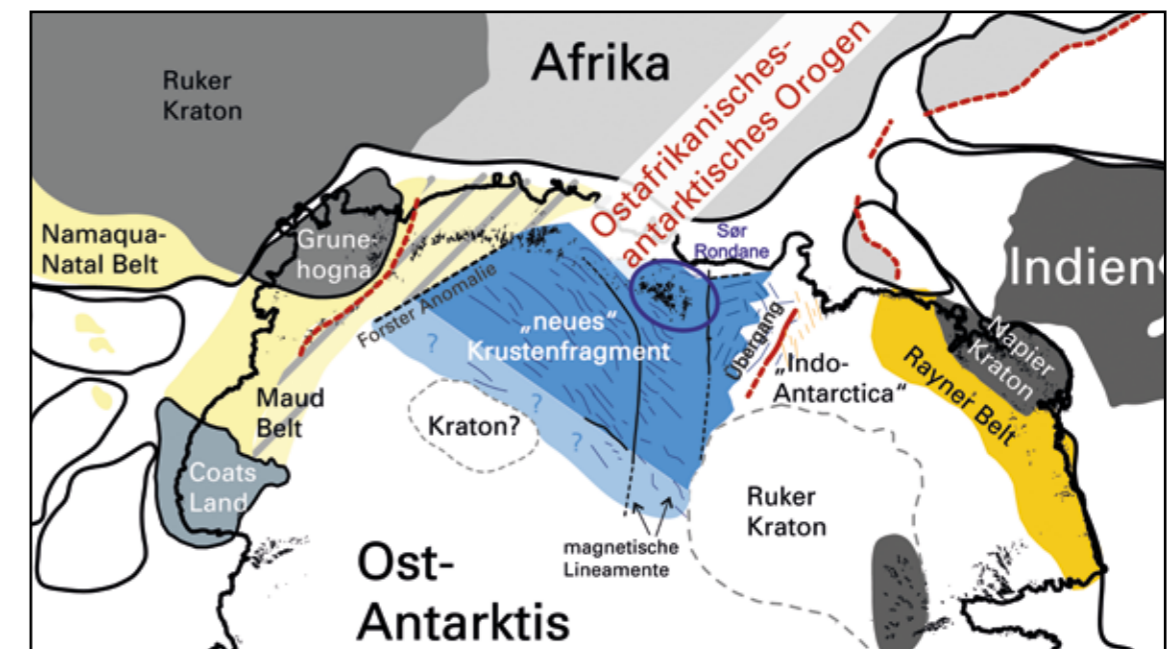 Afrika
Ruker
Kraton
Ostafrikanisches-
antarktisches Orogen
Namaqua-
Natal Belt
Grune-
hogna
Sør
Rondane
Indien
Forster Anomalie
„neues“
Krustenfragment
Übergang
„Indo-
Antarctica“
Napier
Kraton
Rayner Belt
?
?
?
Maud
Belt
Kraton?
Coats
Land
Ruker
Kraton
magnetische
Lineamente
Ost-
Antarktis